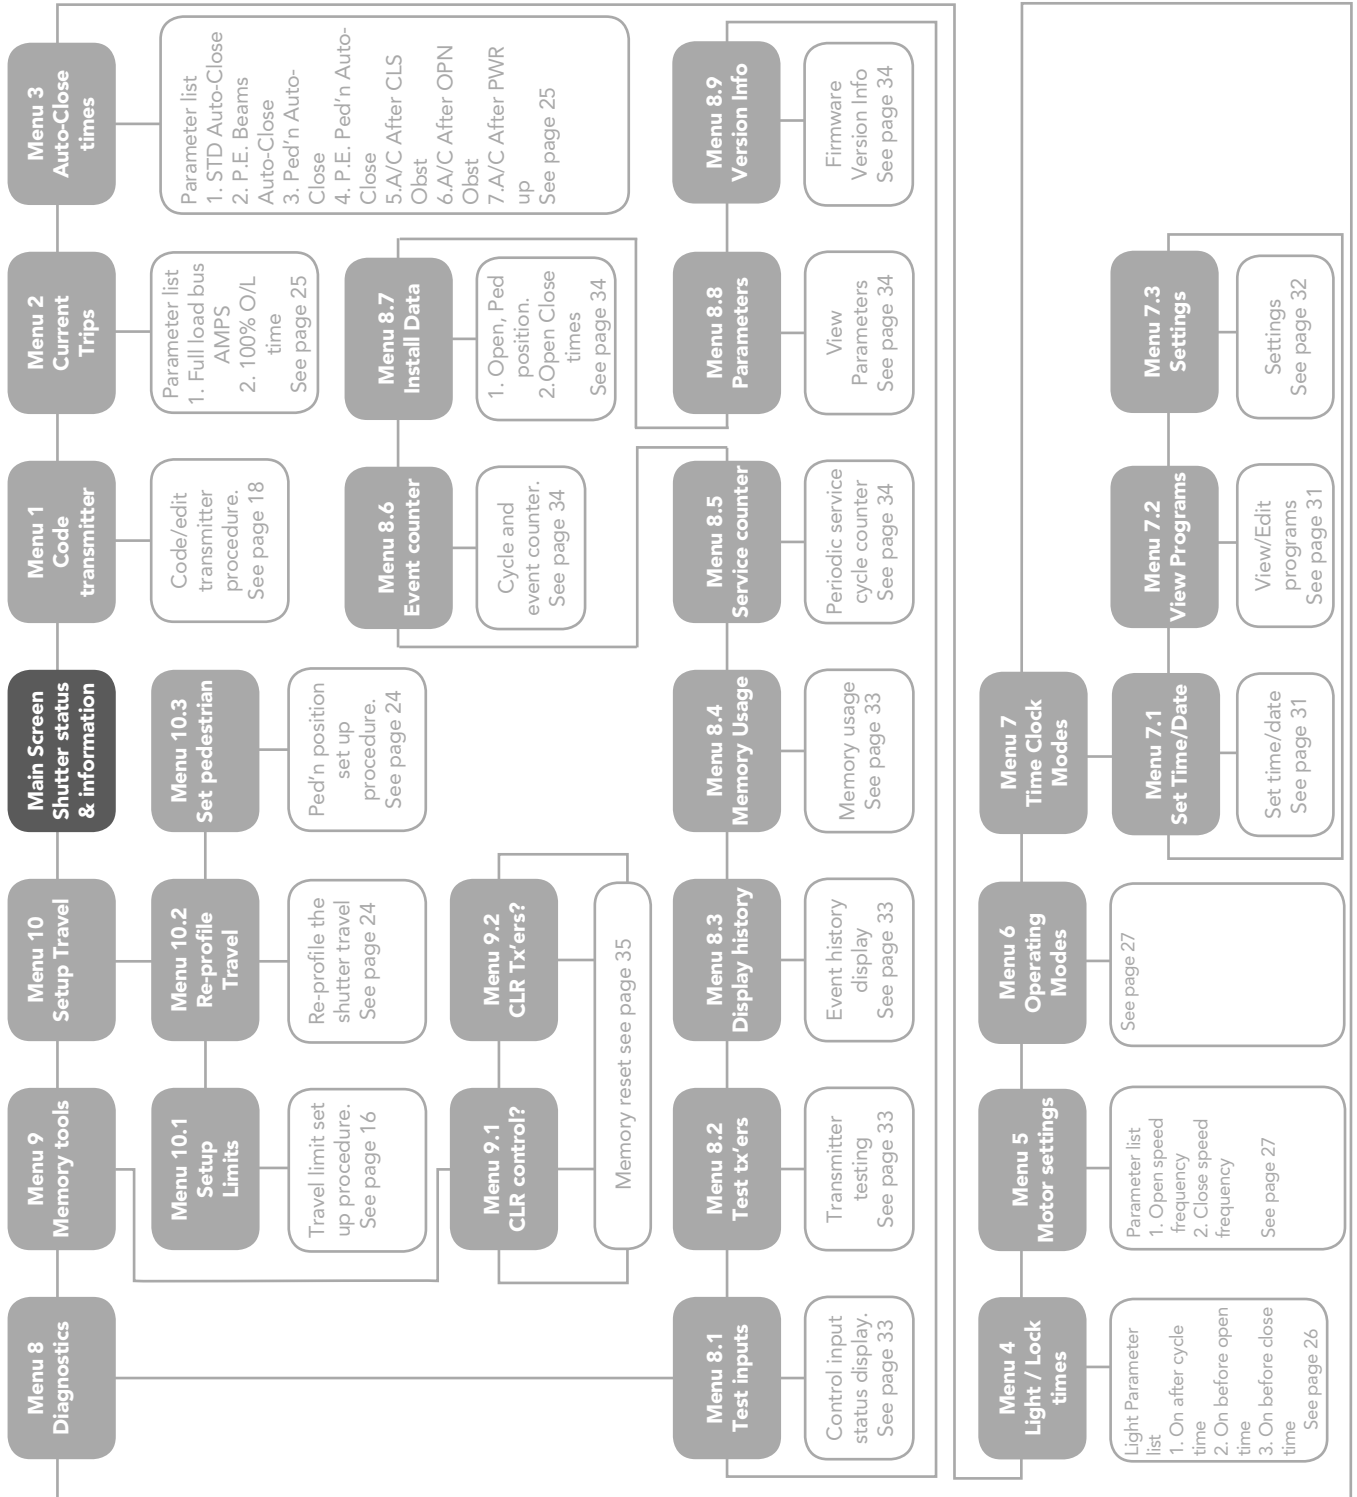 Menu 8
Diagnostics
Menu 9
Memory tools
Menu 10
Setup Travel
Main Screen
Shutter status
& information
Menu 1
Code
transmitter
Menu 2
Current
Trips
Menu 3
Auto-Close
times
Menu 10.1
Setup
Limits
Menu 10.2
Re-profile
Travel
Menu 10.3
Set pedestrian
Code/edit
transmitter
procedure.
See page 18
Parameter list
1. Full load bus
AMPS
2. 100% O/L
time
See page 25
Parameter list
1. STD Auto-Close
2. P.E. Beams
Auto-Close
3. Ped'n Auto-
Close
4. P.E. Ped'n Auto-
Close
5.A/C After CLS
Obst
6.A/C After OPN
Obst
7.A/C After PWR
up
See page 25
Travel limit set
up procedure.
See page 16
Re-profile the
shutter travel
See page 24
Ped'n position
set up
procedure.
See page 24
Menu 8.6
Event counter
Menu 8.7
Install Data
Cycle and
event counter.
See page 34
1. Open, Ped
position.
2.Open Close
times
See page 34
Menu 9.1
CLR control?
Menu 9.2
CLR Tx'ers?
Memory reset see page 35
Menu 8.1
Test inputs
Menu 8.2
Test tx'ers
Menu 8.3
Display history
Menu 8.4
Memory Usage
Menu 8.5
Service counter
Menu 8.8
Parameters
Menu 8.9
Version Info
Control input
status display.
See page 33
Transmitter
testing
See page 33
Event history
display
See page 33
Memory usage
See page 33
Periodic service
cycle counter
See page 34
View
Parameters
See page 34
Firmware
Version Info
See page 34
Menu 4
Light / Lock
times
Menu 5
Motor settings
Menu 6
Operating
Modes
Menu 7
Time Clock
Modes
Light Parameter
list
1. On after cycle
time
2. On before open
time
3. On before close
time
See page 26
Parameter list
1. Open speed
frequency
2. Close speed
frequency
See page 27
See page 27
Menu 7.1
Set Time/Date
Menu 7.2
View Programs
Menu 7.3
Settings
Set time/date
See page 31
View/Edit
programs
See page 31
Settings
See page 32